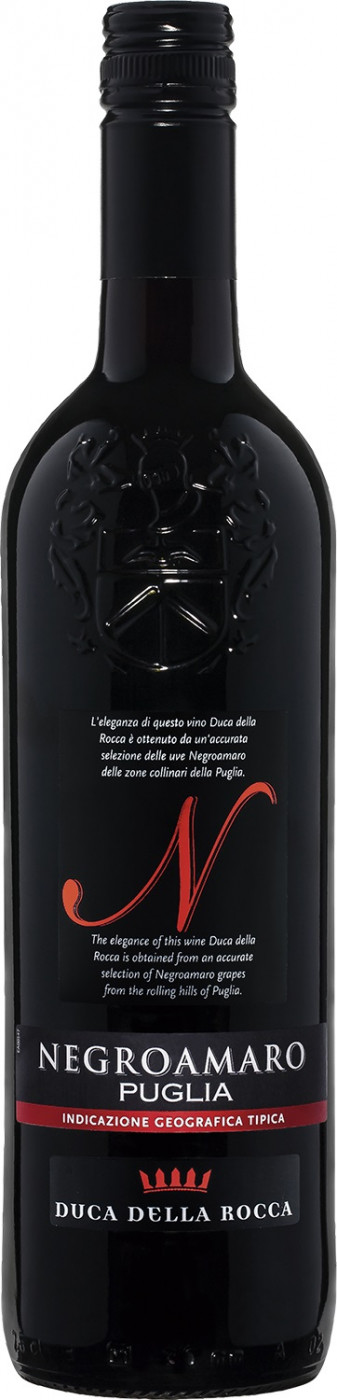 L'eleganza di questo vino Duca della
Rocca è ottenuto da un'accurata
selezione delle uve Negroamaro
delle zone collinari della Puglia.
N
The elegance of this wine Duca della
Rocca is obtained from an accurate
selection of Negroamaro grapes
from the rolling hills of Puglia.
NEGROAMARO
PUGLIA
INDICAZIONE GEOGRAFICA TIPICA
DUCA DELLA ROCCA